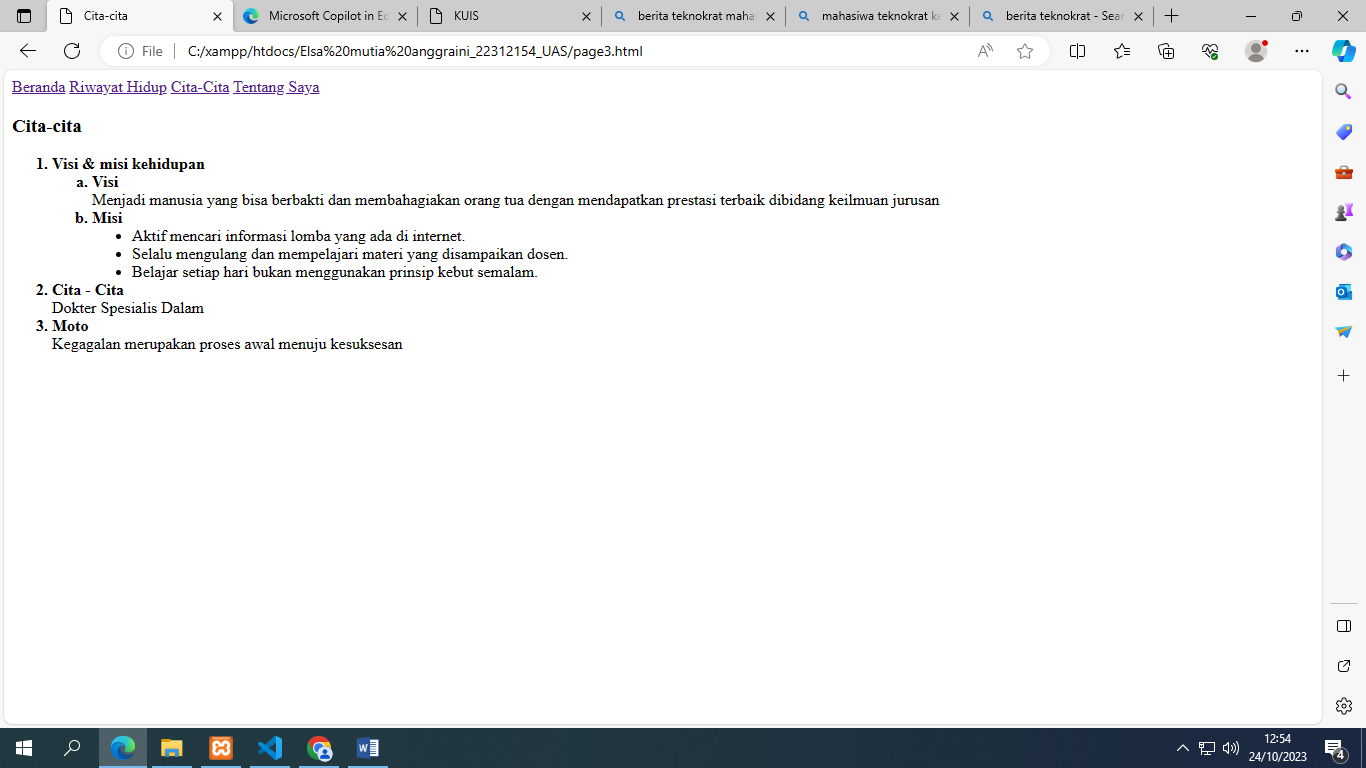 Cita-cita
Microsoft Copilot in Ed
KUIS
berita teknokrat maha
mahasiwa teknokrat ke
berita teknokrat - Sear
File
C:/xampp/htdocs/Elsa%20mutia%20anggraini_22312154_UAS/page3.html
Beranda Riwayat Hidup Cita-Cita Tentang Saya
Cita-cita
1. Visi & misi kehidupan
a. Visi
Menjadi manusia yang bisa berbakti dan membahagiakan orang tua dengan mendapatkan prestasi terbaik dibidang keilmuan jurusan
b. Misi
• Aktif mencari informasi lomba yang ada di internet.
• Selalu mengulang dan mempelajari materi yang disampaikan dosen.
• Belajar setiap hari bukan menggunakan prinsip kebut semalam.
2. Cita - Cita
Dokter Spesialis Dalam
3. Moto
Kegagalan merupakan proses awal menuju kesuksesan
12:54
24/10/2023
4